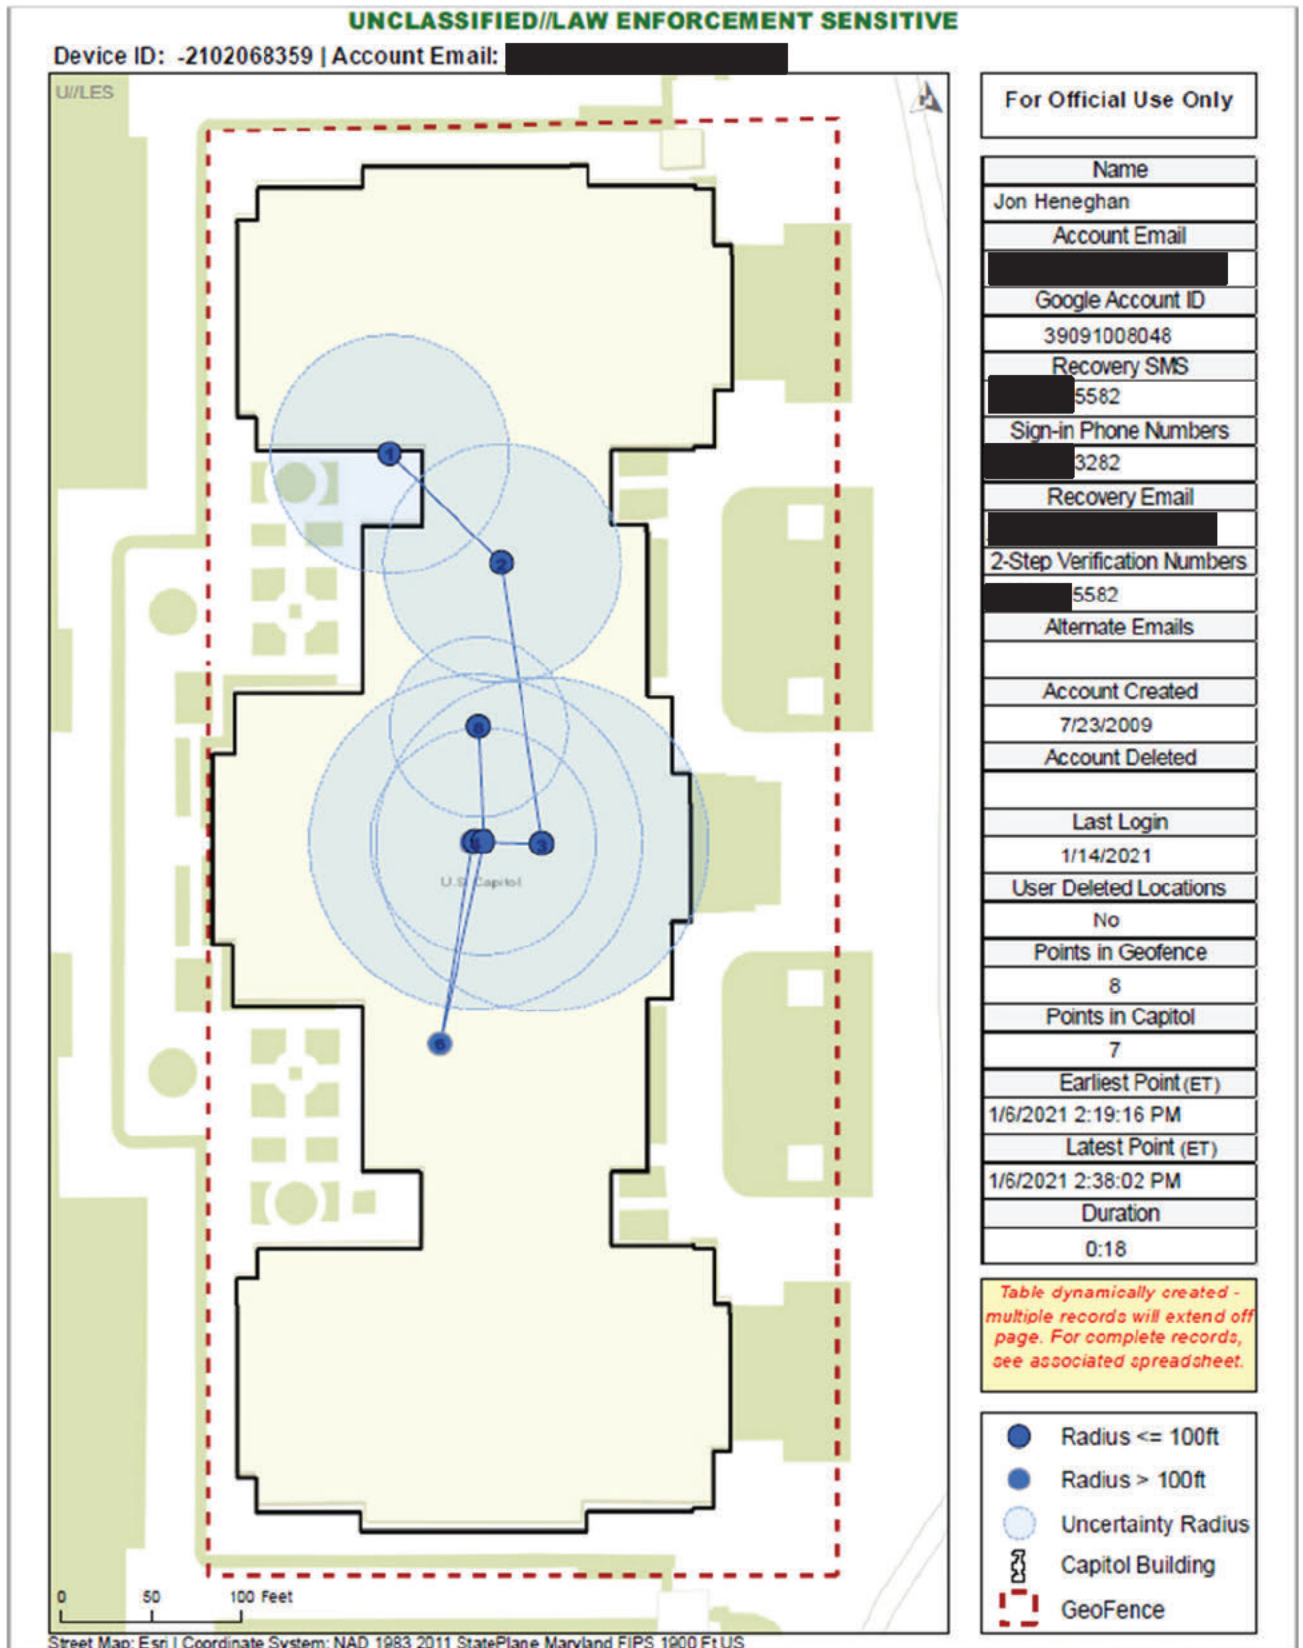 UNCLASSIFIED//LAW ENFORCEMENT SENSITIVE
Device ID: -2102068359 | Account Email:
U//LES
1
2
8
3
U.S. Capitol
6
0 50 100 Feet
Street Map: Esri | Coordinate System: NAD 1983 2011 StatePlane Maryland FIPS 1900 Ft US
For Official Use Only
Name
Jon Heneghan
Account Email
Google Account ID
39091008048
Recovery SMS
5582
Sign-in Phone Numbers
3282
Recovery Email
2-Step Verification Numbers
5582
Alternate Emails
Account Created
7/23/2009
Account Deleted
Last Login
1/14/2021
User Deleted Locations
No
Points in Geofence
8
Points in Capitol
7
Earliest Point (ET)
1/6/2021 2:19:16 PM
Latest Point (ET)
1/6/2021 2:38:02 PM
Duration
0:18
Table dynamically created -
multiple records will extend off
page. For complete records,
see associated spreadsheet.
Radius <= 100ft
Radius > 100ft
Uncertainty Radius
Capitol Building
GeoFence